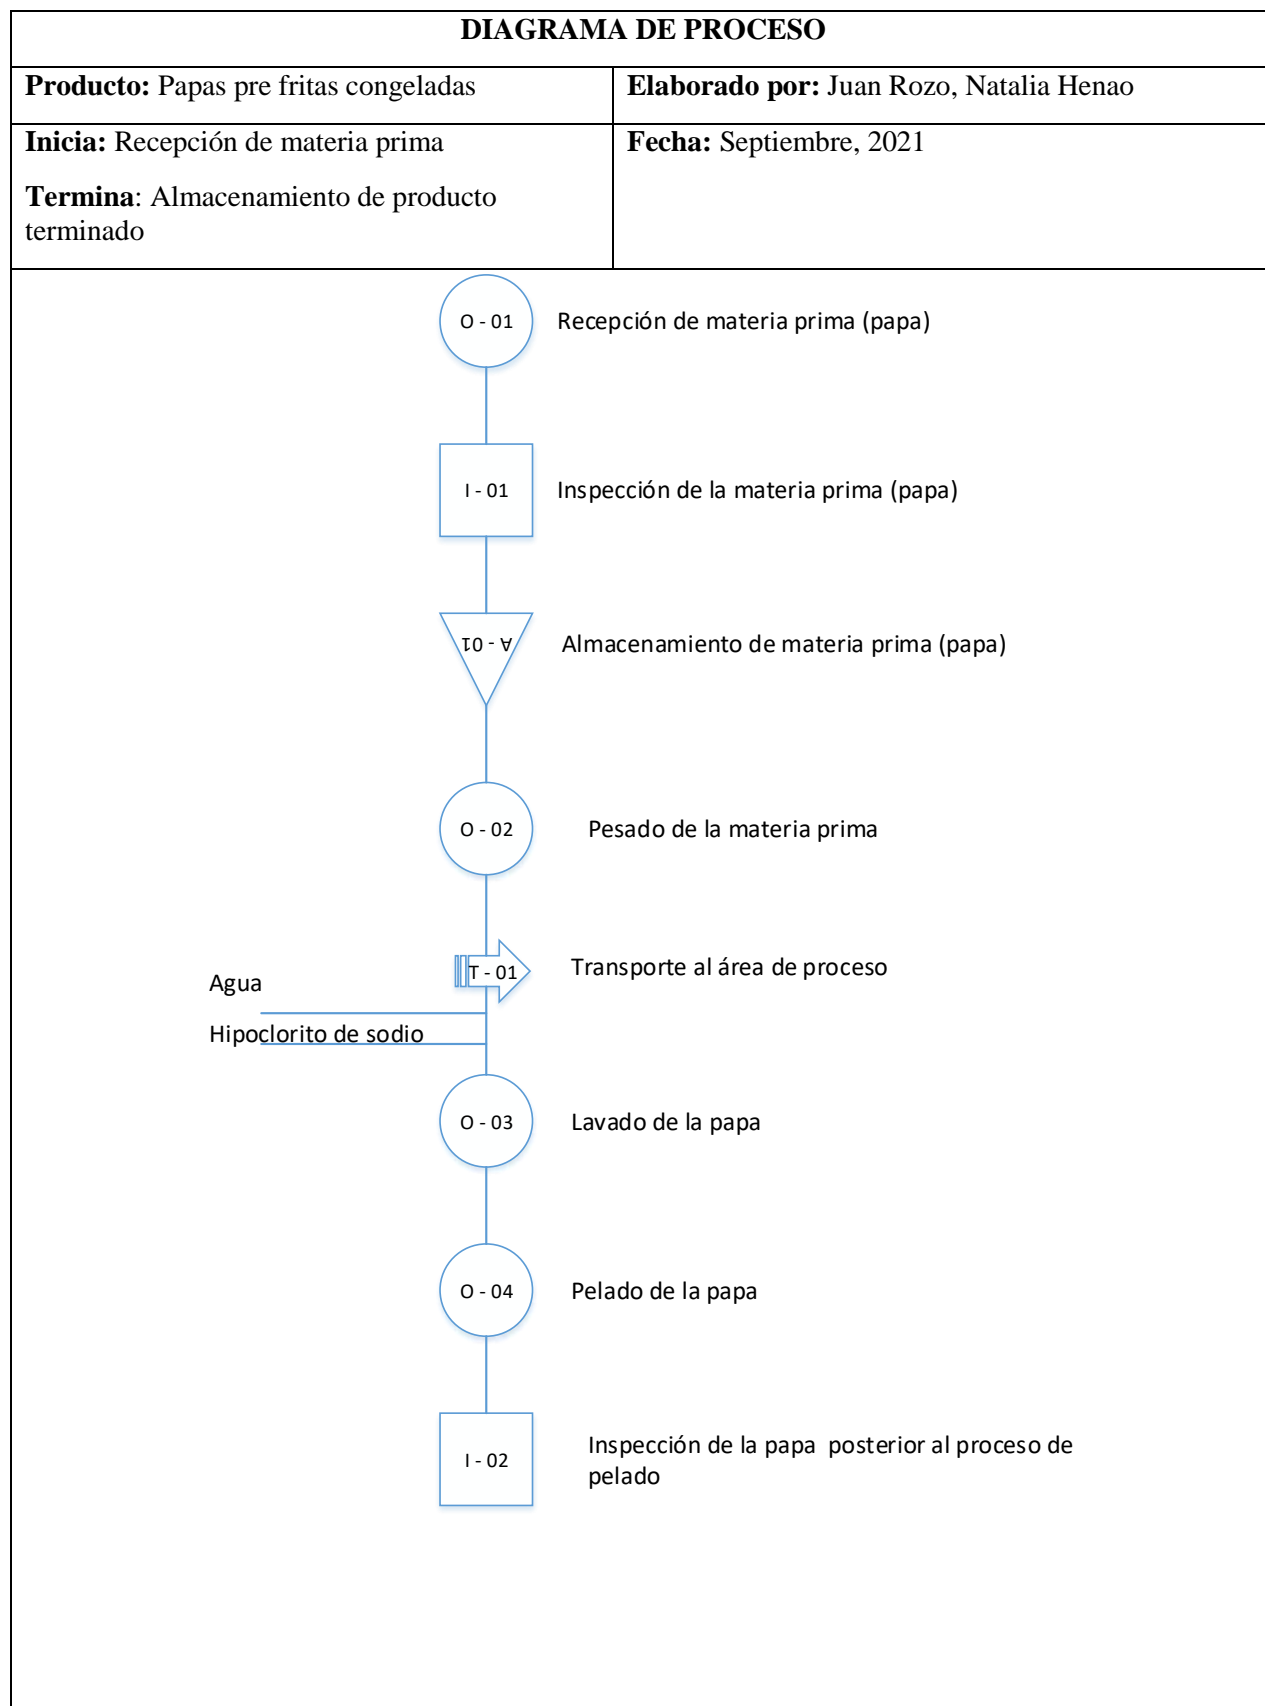 DIAGRAMA DE PROCESO
Producto: Papas pre fritas congeladas
Elaborado por: Juan Rozo, Natalia Henao
Inicia: Recepción de materia prima
Termina: Almacenamiento de producto
terminado
Fecha: Septiembre, 2021
O - 01
Recepción de materia prima (papa)
I - 01
Inspección de la materia prima (papa)
A - 01
Almacenamiento de materia prima (papa)
O - 02
Pesado de la materia prima
T - 01
Transporte al área de proceso
Agua
Hipoclorito de sodio
O - 03
Lavado de la papa
O - 04
Pelado de la papa
I - 02
Inspección de la papa posterior al proceso de
pelado